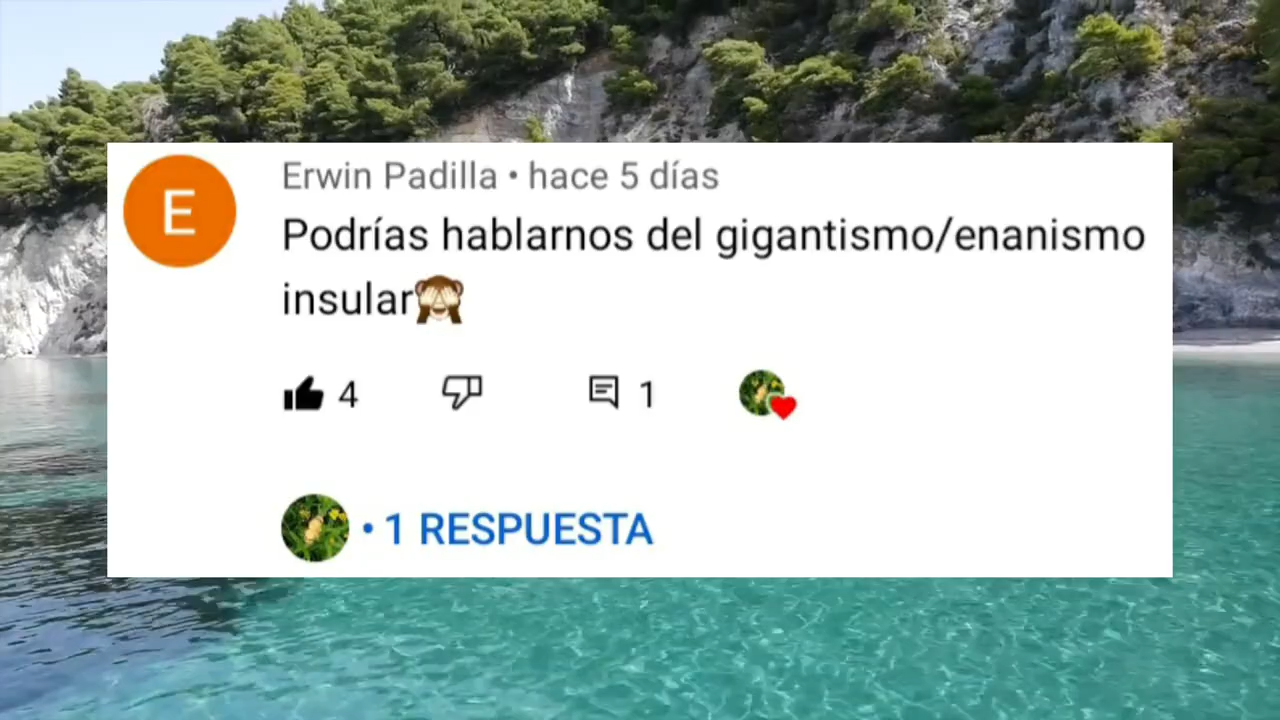 E
Erwin Padilla • hace 5 días
Podrías hablarnos del gigantismo/enanismo
insular🙈
4 1
• 1 RESPUESTA